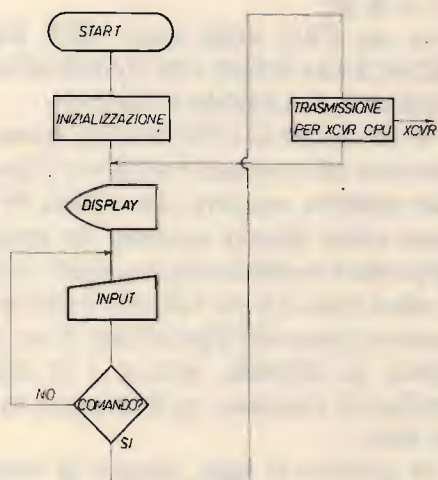 START
INIZIALIZZAZIONE
TRASMISSIONE
PER XCVR CPU
XCVR
DISPLAY
INPUT
COMANDO?
NO
SI